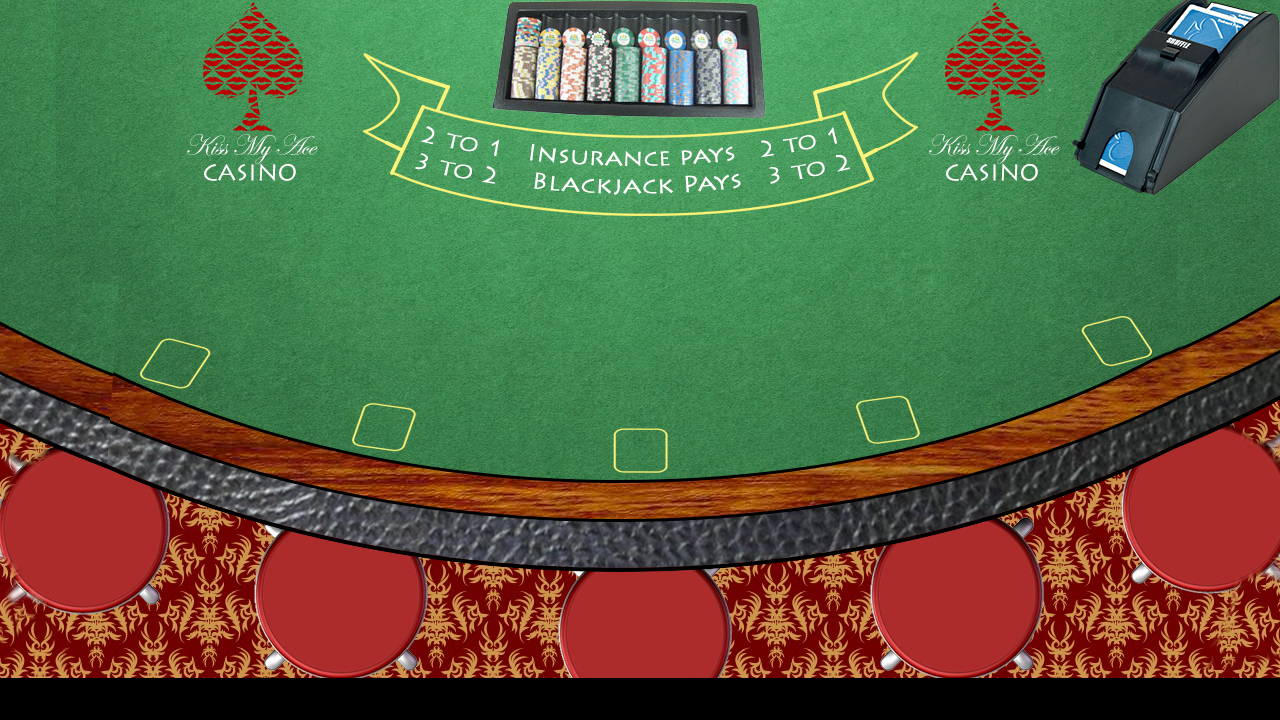 Kiss My Ace
CASINO
2 TO 1 INSURANCE PAYS 2 TO 1
3 TO 2 BLACKJACK PAYS 3 TO 2
Kiss My Ace
CASINO
SHUFFLE